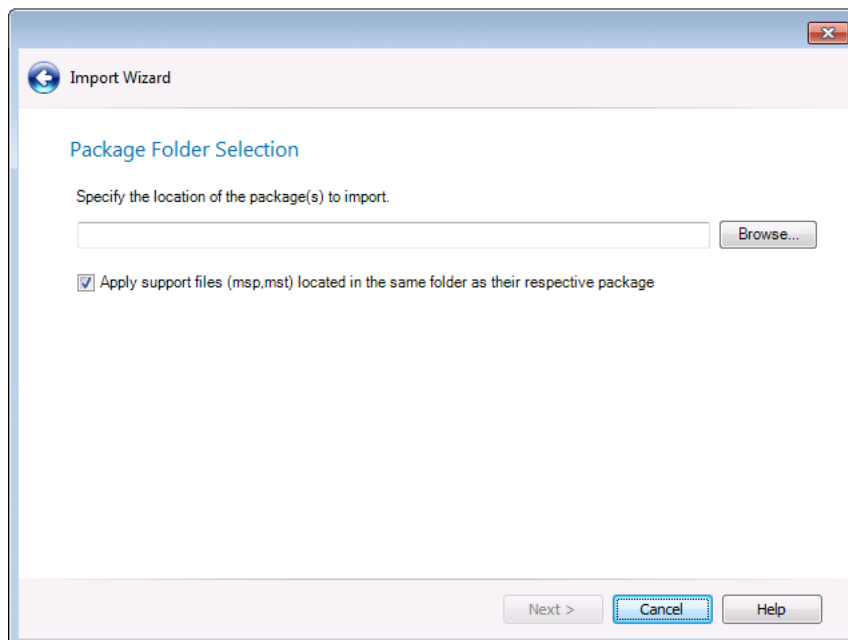 Import Wizard
Package Folder Selection
Specify the location of the package(s) to import.
Browse...
Apply support files (msp,mst) located in the same folder as their respective package
Next >
Cancel
Help